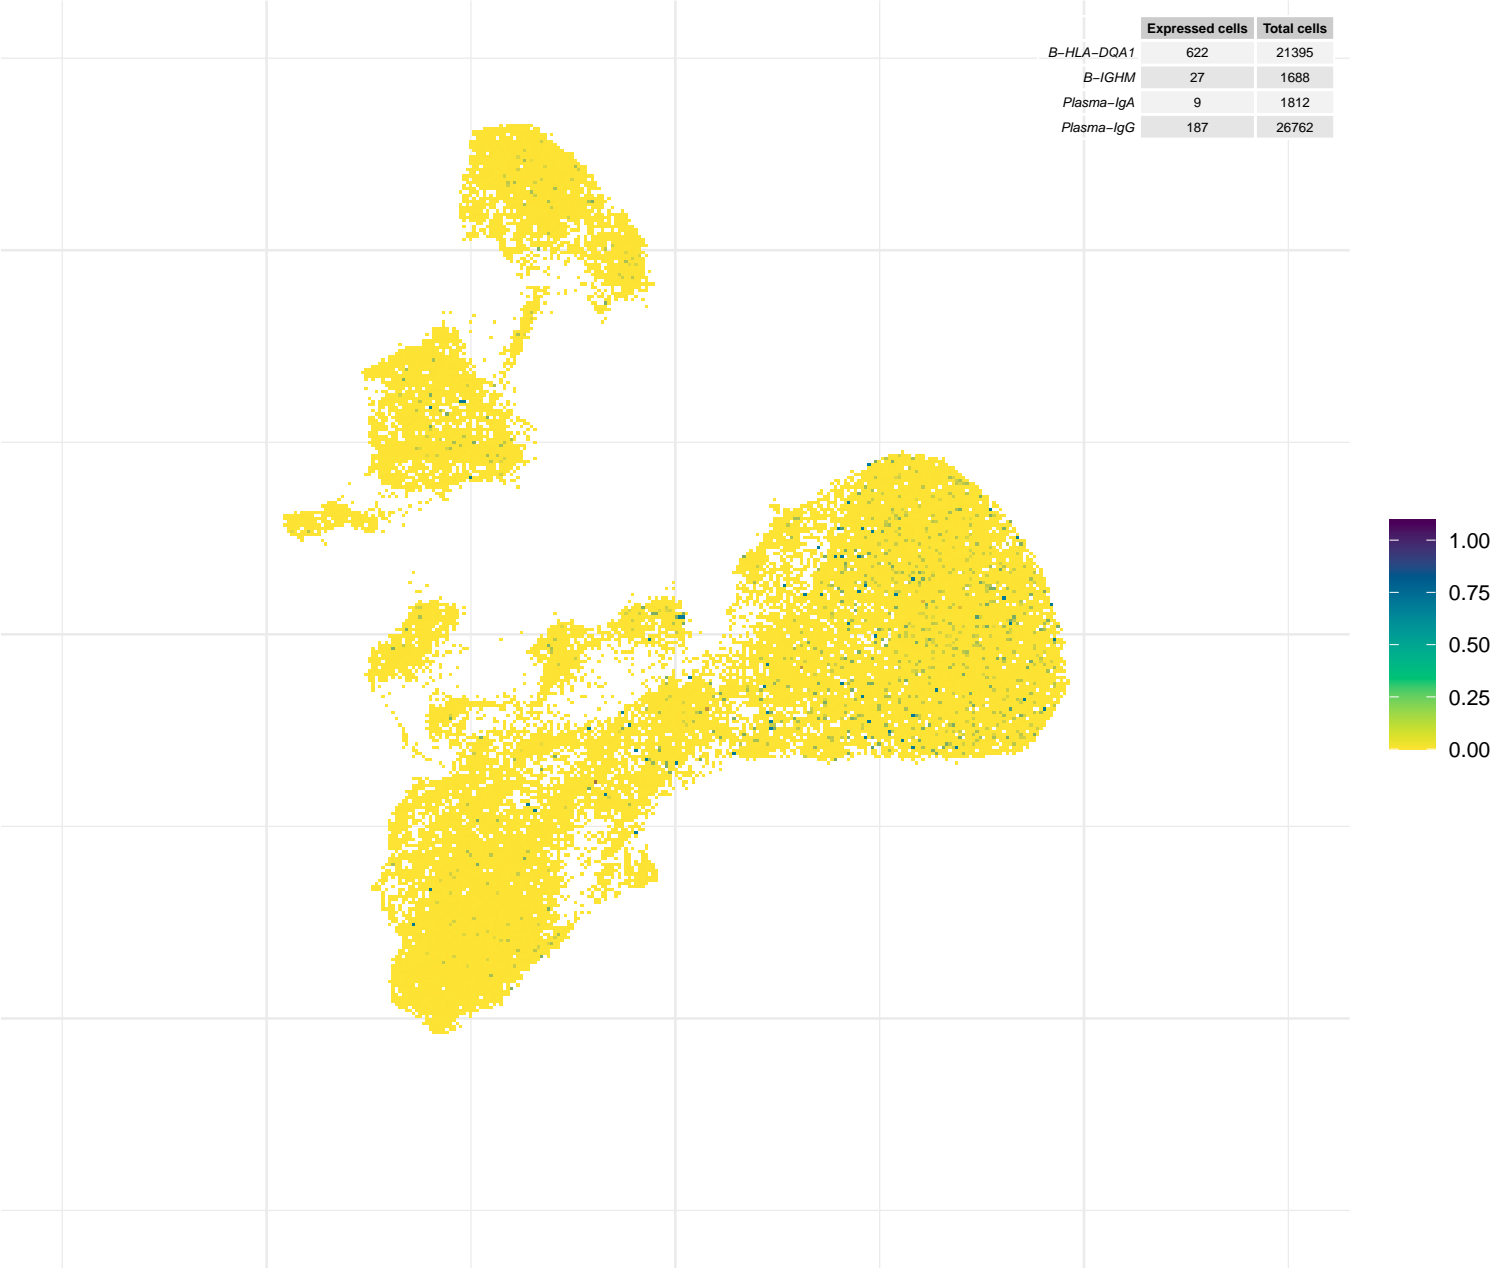 Expressed cells Total cells
B−HLA−DQA1 622 21395
B−IGHM 27 1688
Plasma−IgA 9 1812
Plasma−IgG 187 26762
1.00
0.75
0.50
0.25
0.00